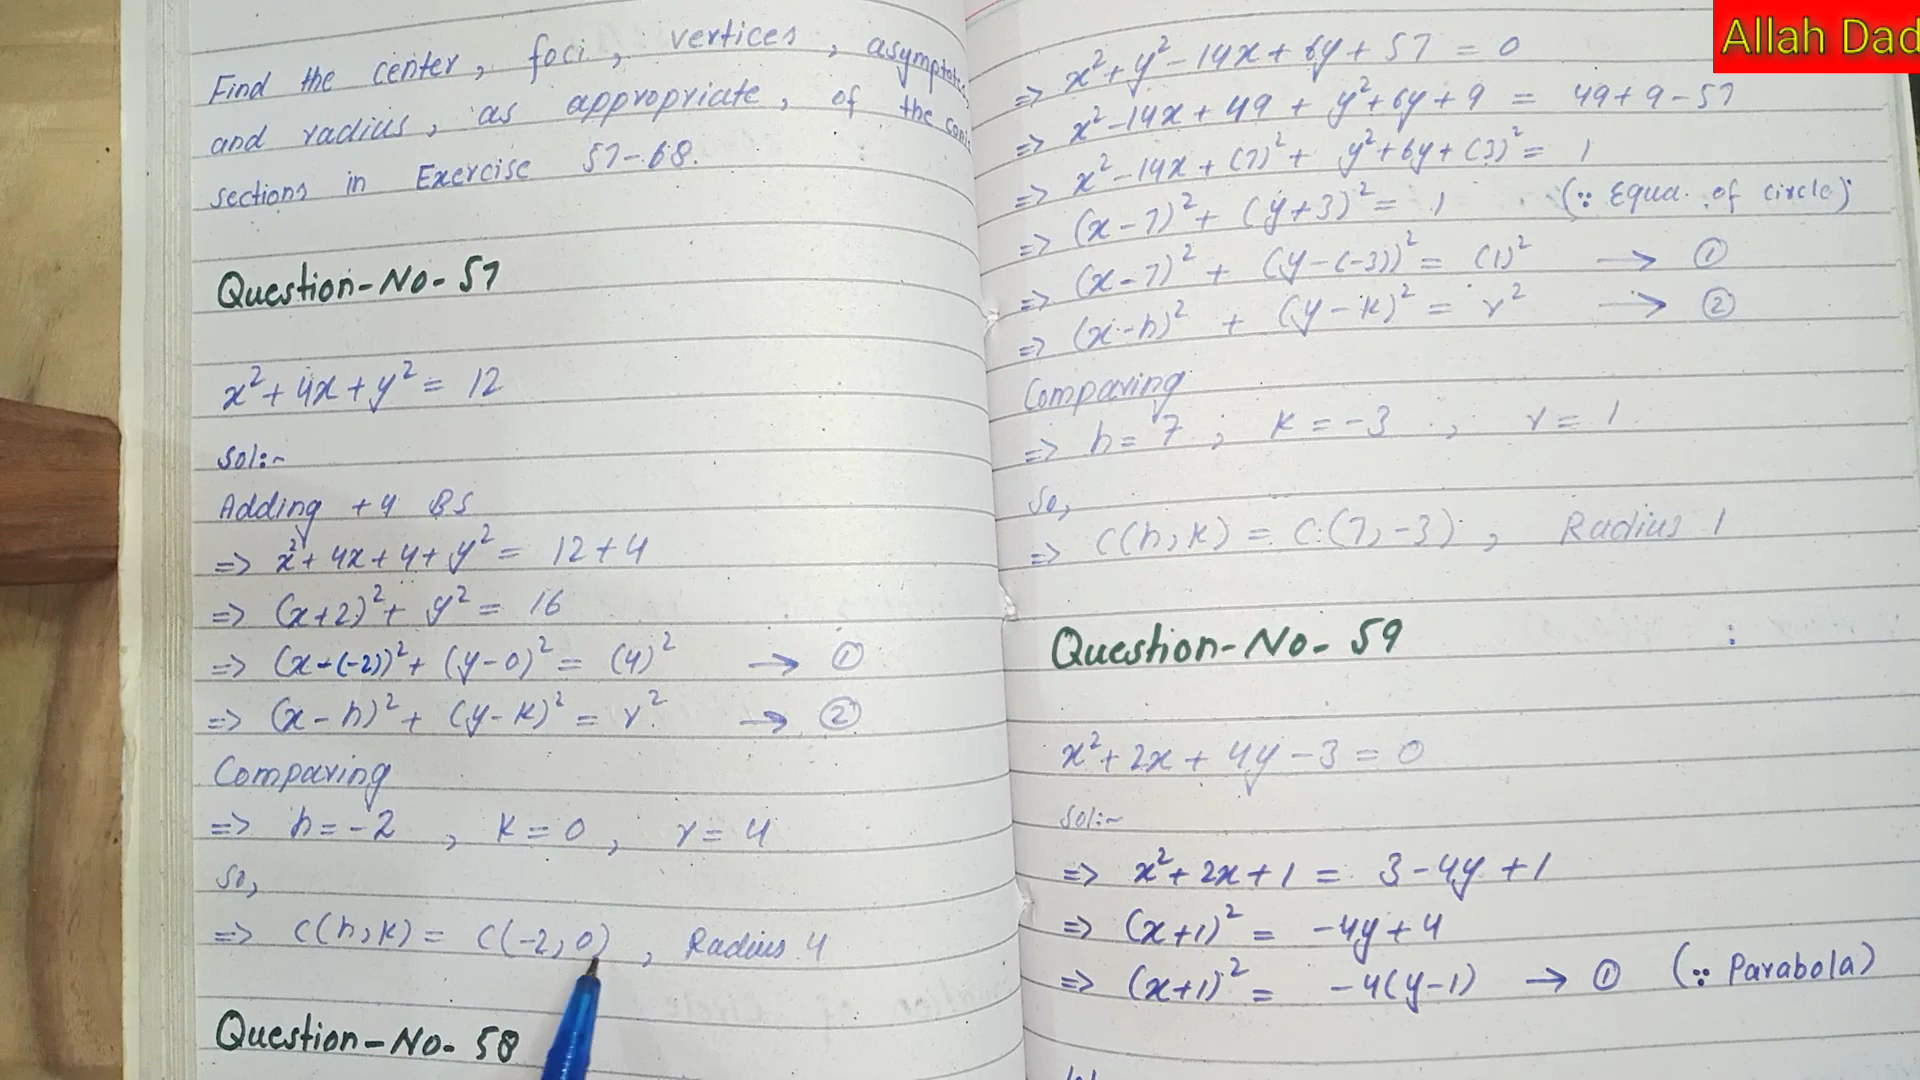 Find the center, foci, vertices, asymptotes
and radius, as appropriate, of the conic
sections in Exercise 57-68.
Question-No-57
x²+4x+y² = 12
Sol:~
Adding +4 BS
=> x²+4x+4+y² = 12+4
=> (x+2)²+ y² = 16
=> (x-(-2))²+ (y-0)² = (4)² → ①
=> (x-h)²+ (y-k)² = r² → ②
Comparing
=> h=-2 , k=0 , r=4
So,
=> C(h,k) = C(-2,0) , Radius 4
Question-No-58
Allah Dad
=> x²+y²-14x+6y+57 = 0
=> x²-14x+49 + y²+6y+9 = 49+9-57
=> x²-14x+(7)²+ y²+6y+(3)² = 1
=> (x-7)²+ (y+3)² = 1 (∵ Equa. of circle)
=> (x-7)² + (y-(-3))² = (1)² → ①
=> (x-h)² + (y-k)² = r² → ②
Comparing
=> h=7 , k=-3 , r=1
So,
=> C(h,k) = C(7,-3) , Radius 1
Question-No-59
x²+2x+4y-3=0
Sol:~
=> x²+2x+1 = 3-4y+1
=> (x+1)² = -4y+4
=> (x+1)² = -4(y-1) → ① (∵ Parabola)